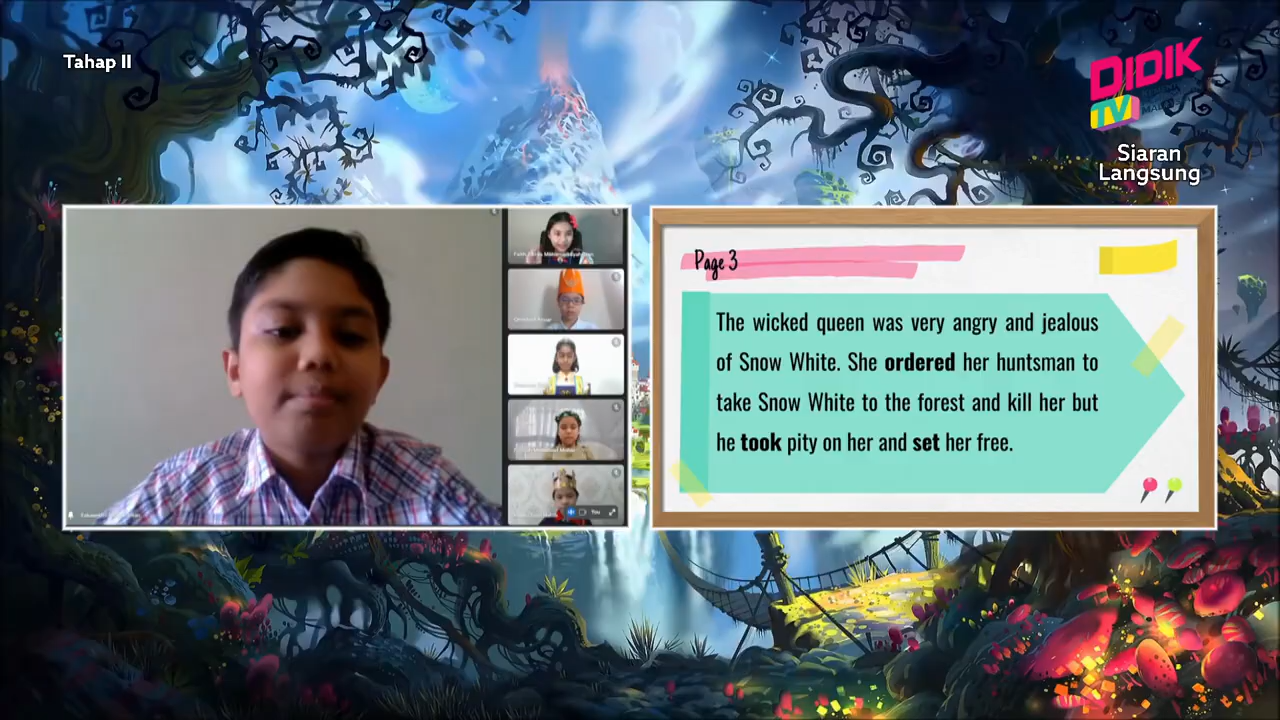 Tahap II
DIDIK
TV
Siaran
Langsung
Page 3
The wicked queen was very angry and jealous
of Snow White. She ordered her huntsman to
take Snow White to the forest and kill her but
he took pity on her and set her free.
You